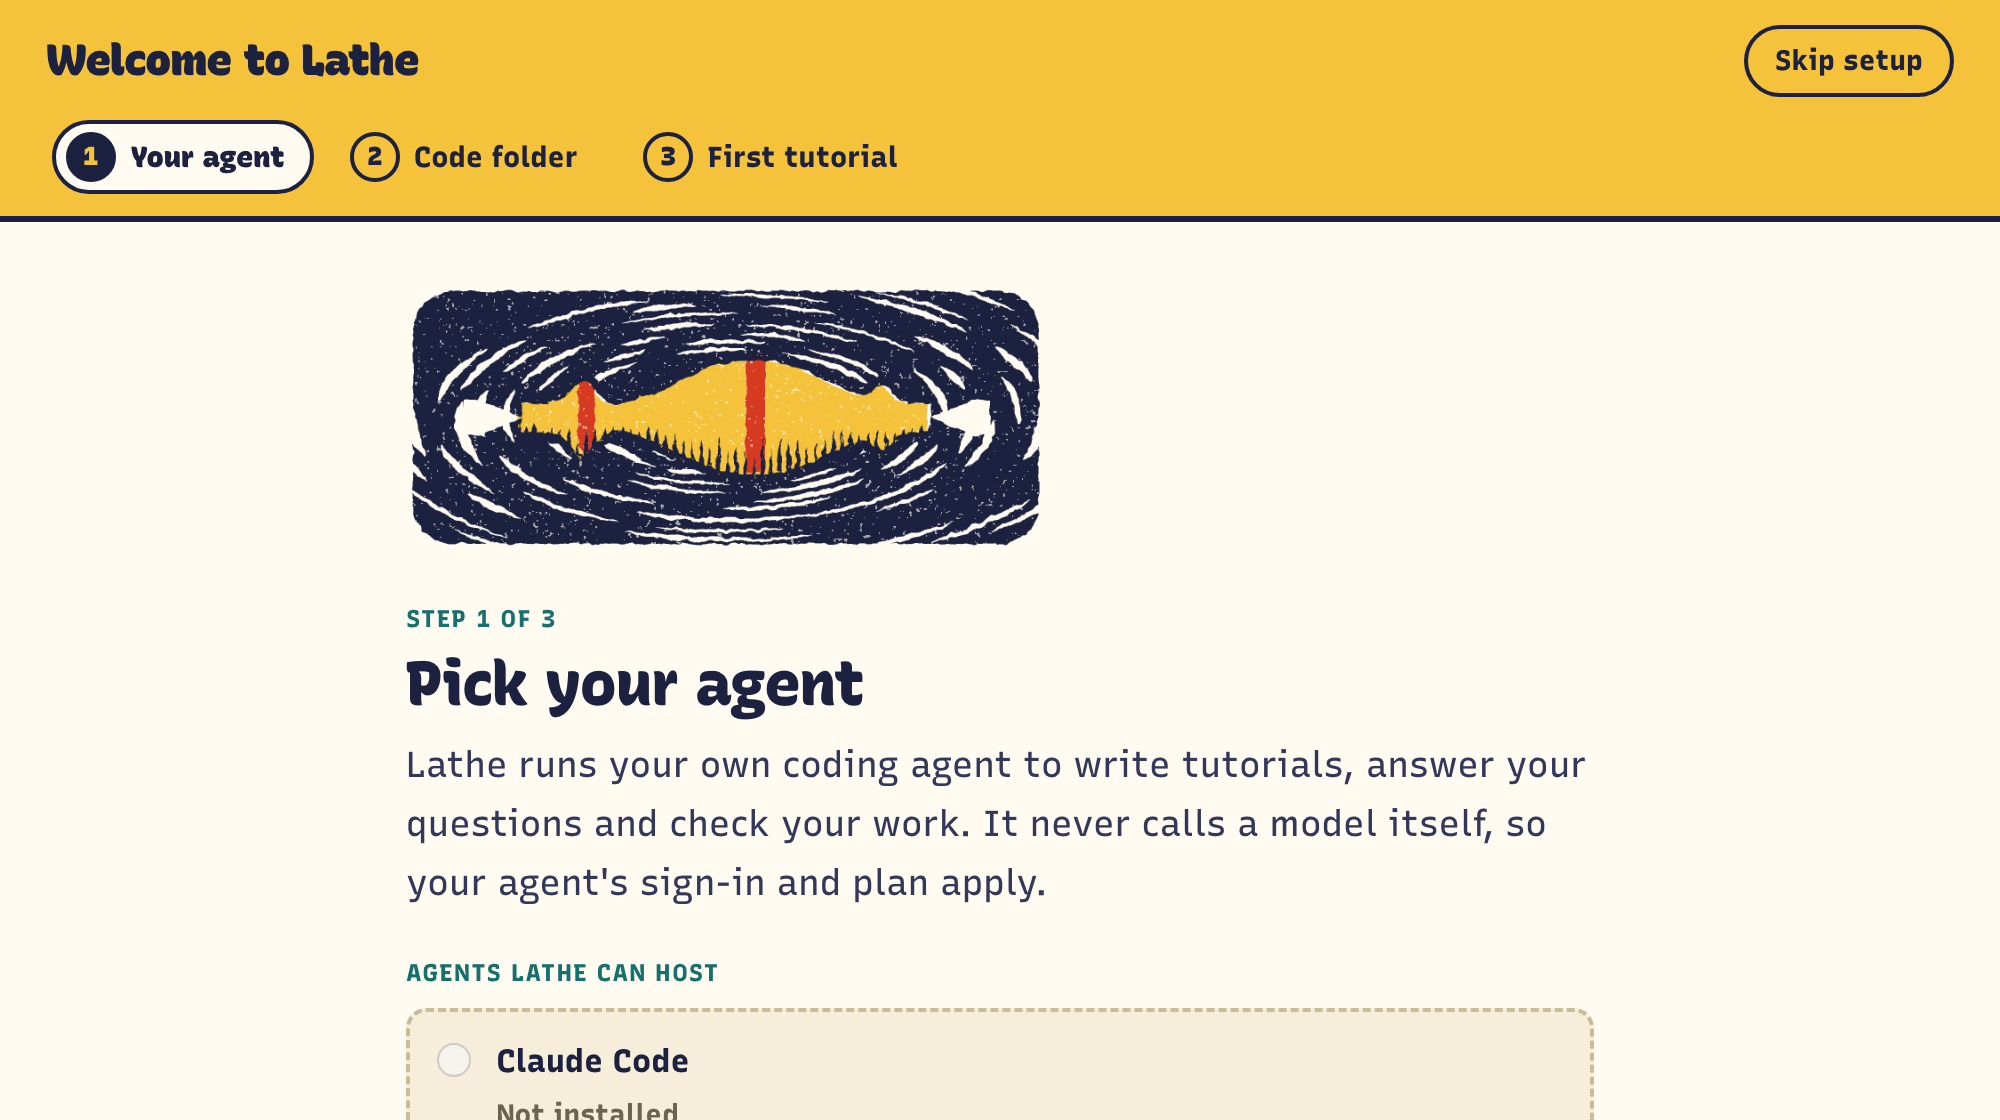 Welcome to Lathe
Skip setup
1 Your agent
2 Code folder
3 First tutorial
STEP 1 OF 3
Pick your agent
Lathe runs your own coding agent to write tutorials, answer your
questions and check your work. It never calls a model itself, so
your agent's sign-in and plan apply.
AGENTS LATHE CAN HOST
Claude Code
Not installed